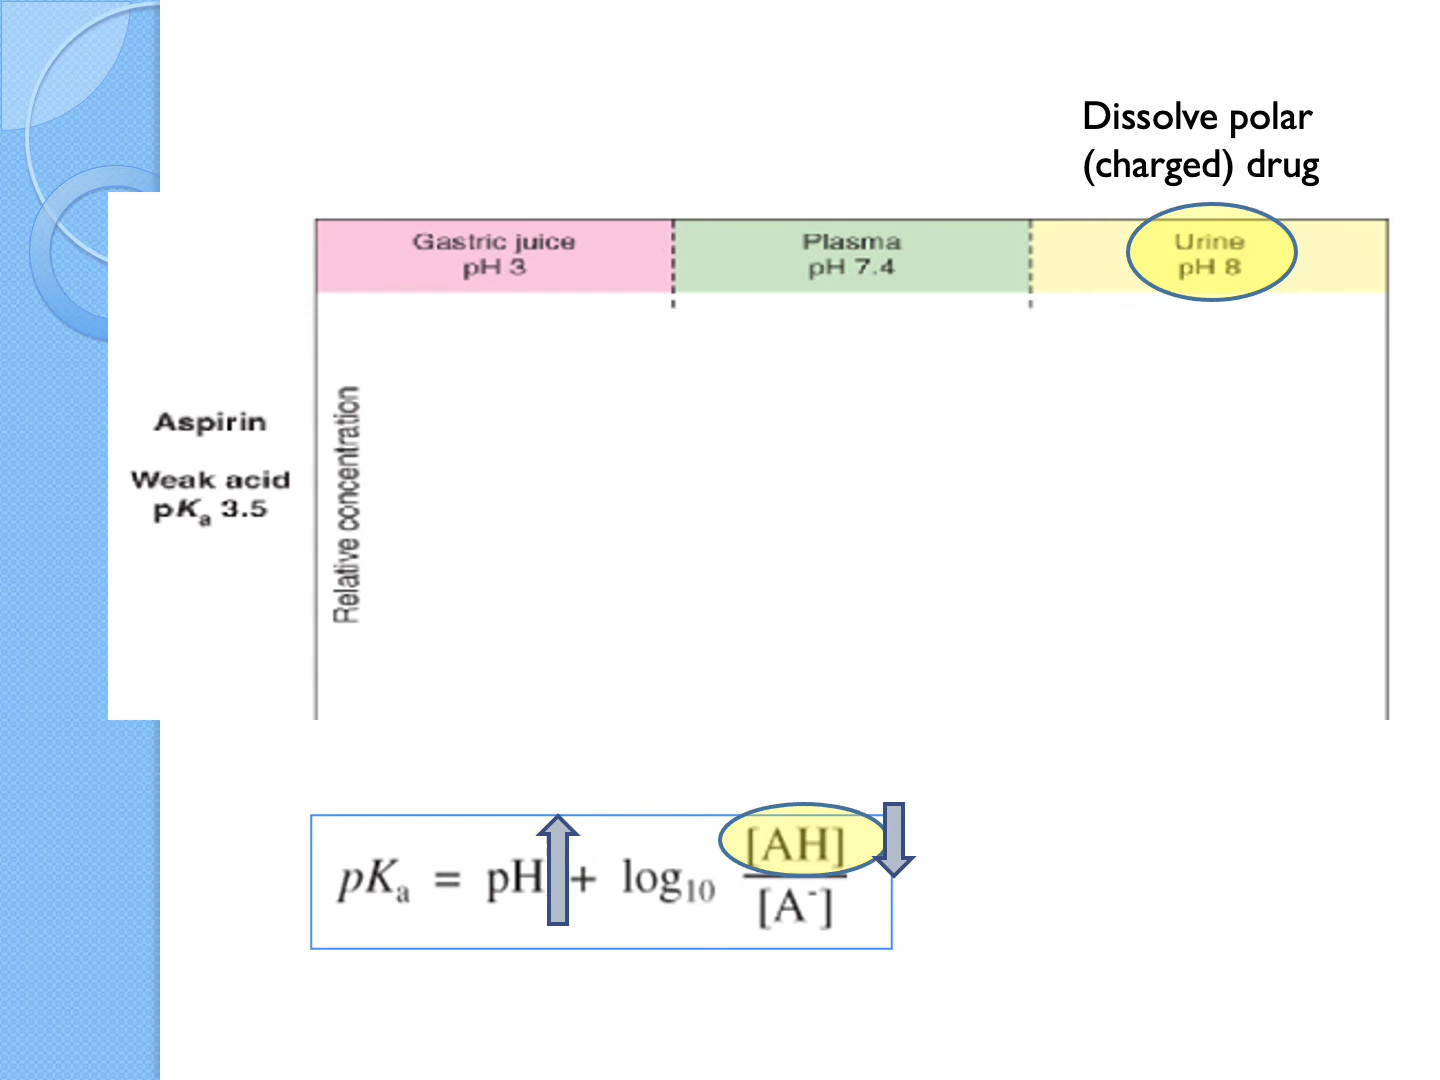 Dissolve polar
(charged) drug
Gastric juice
pH 3
Plasma
pH 7.4
Urine
pH 8
Aspirin
Weak acid
pKₐ 3.5
Relative concentration
pKₐ = pH + log₁₀ [AH]
[A⁻]